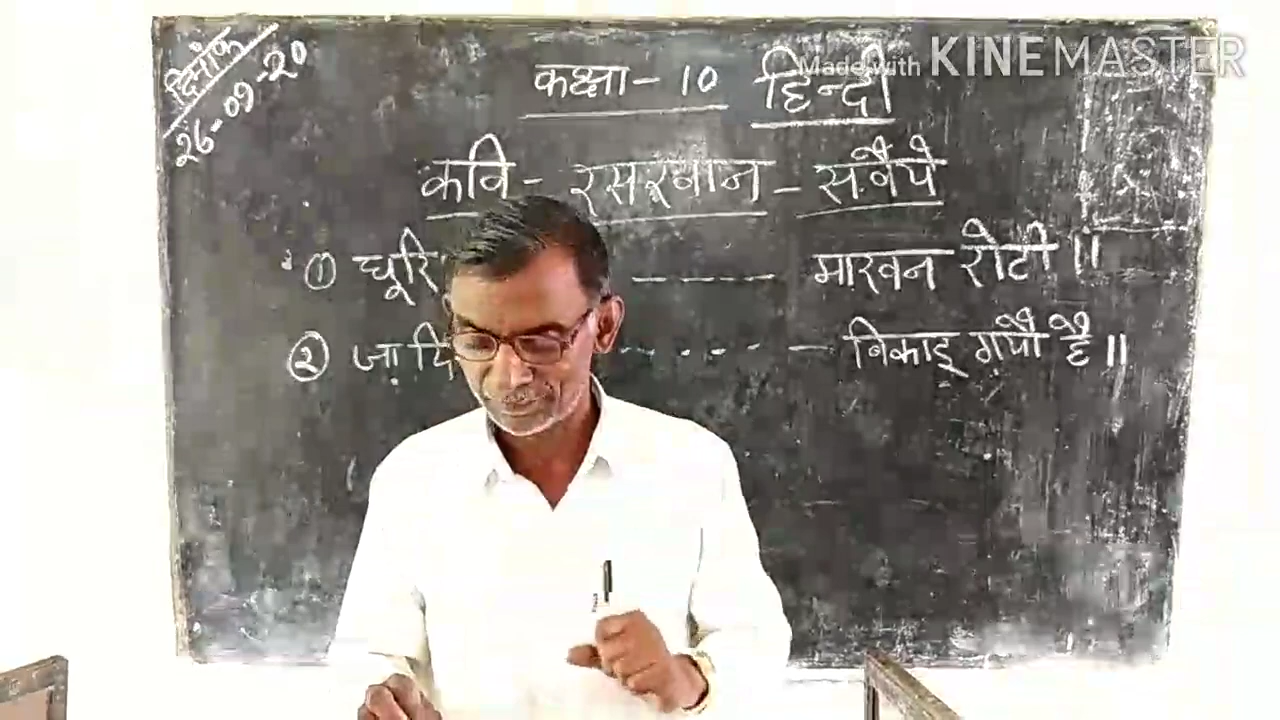 दिनांक
26-09-20
Made with KINEMASTER
कक्षा - 10 हिन्दी
कवि - रसखान - सवैये
① धूरि ---- माखन रोटी ॥
② जा दि ---- बिकाइ गयौ है ॥